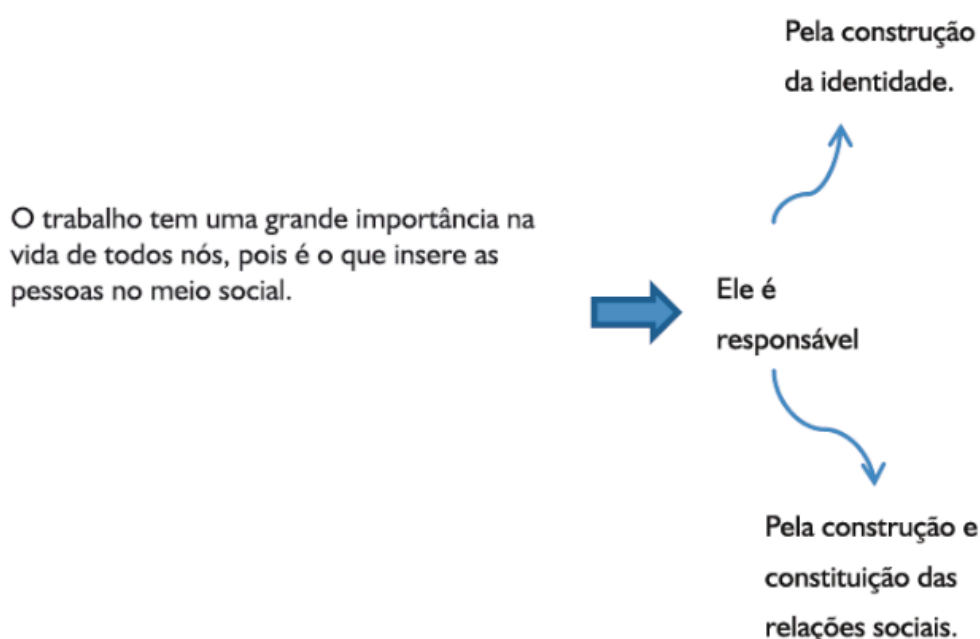 O trabalho tem uma grande importância na
vida de todos nós, pois é o que insere as
pessoas no meio social.
Ele é
responsável
Pela construção
da identidade.
Pela construção e
constituição das
relações sociais.